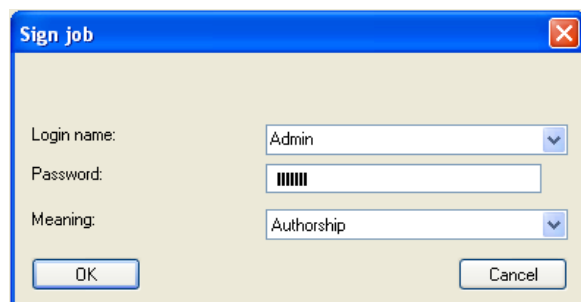 Sign job
Login name: Admin
Password:
Meaning: Authorship
OK Cancel